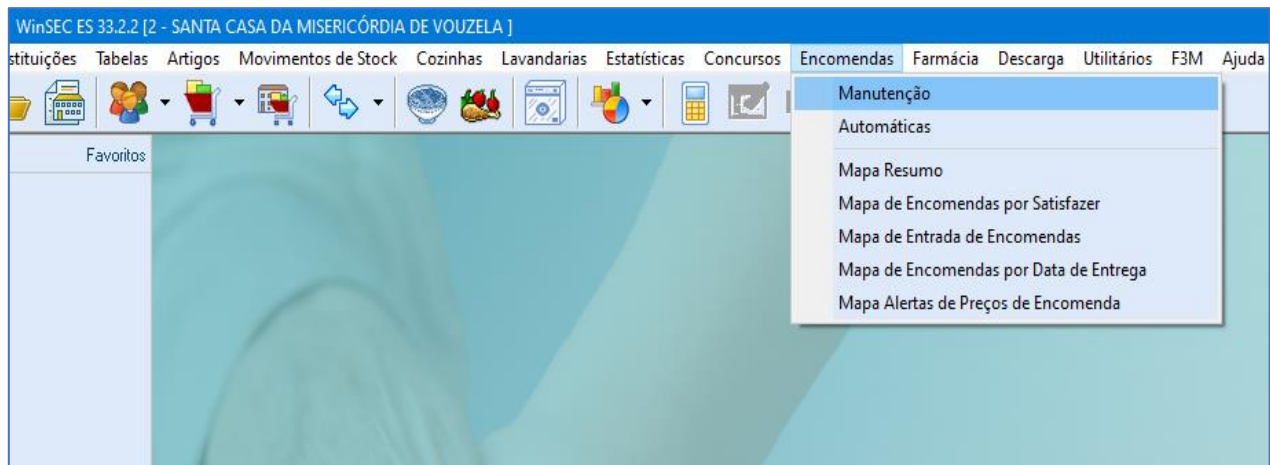 WinSEC ES 33.2.2 [2 - SANTA CASA DA MISERICÓRDIA DE VOUZELA ]
stituições Tabelas Artigos Movimentos de Stock Cozinhas Lavandarias Estatísticas Concursos Encomendas Farmácia Descarga Utilitários F3M Ajuda
Favoritos
Manutenção
Automáticas
Mapa Resumo
Mapa de Encomendas por Satisfazer
Mapa de Entrada de Encomendas
Mapa de Encomendas por Data de Entrega
Mapa Alertas de Preços de Encomenda